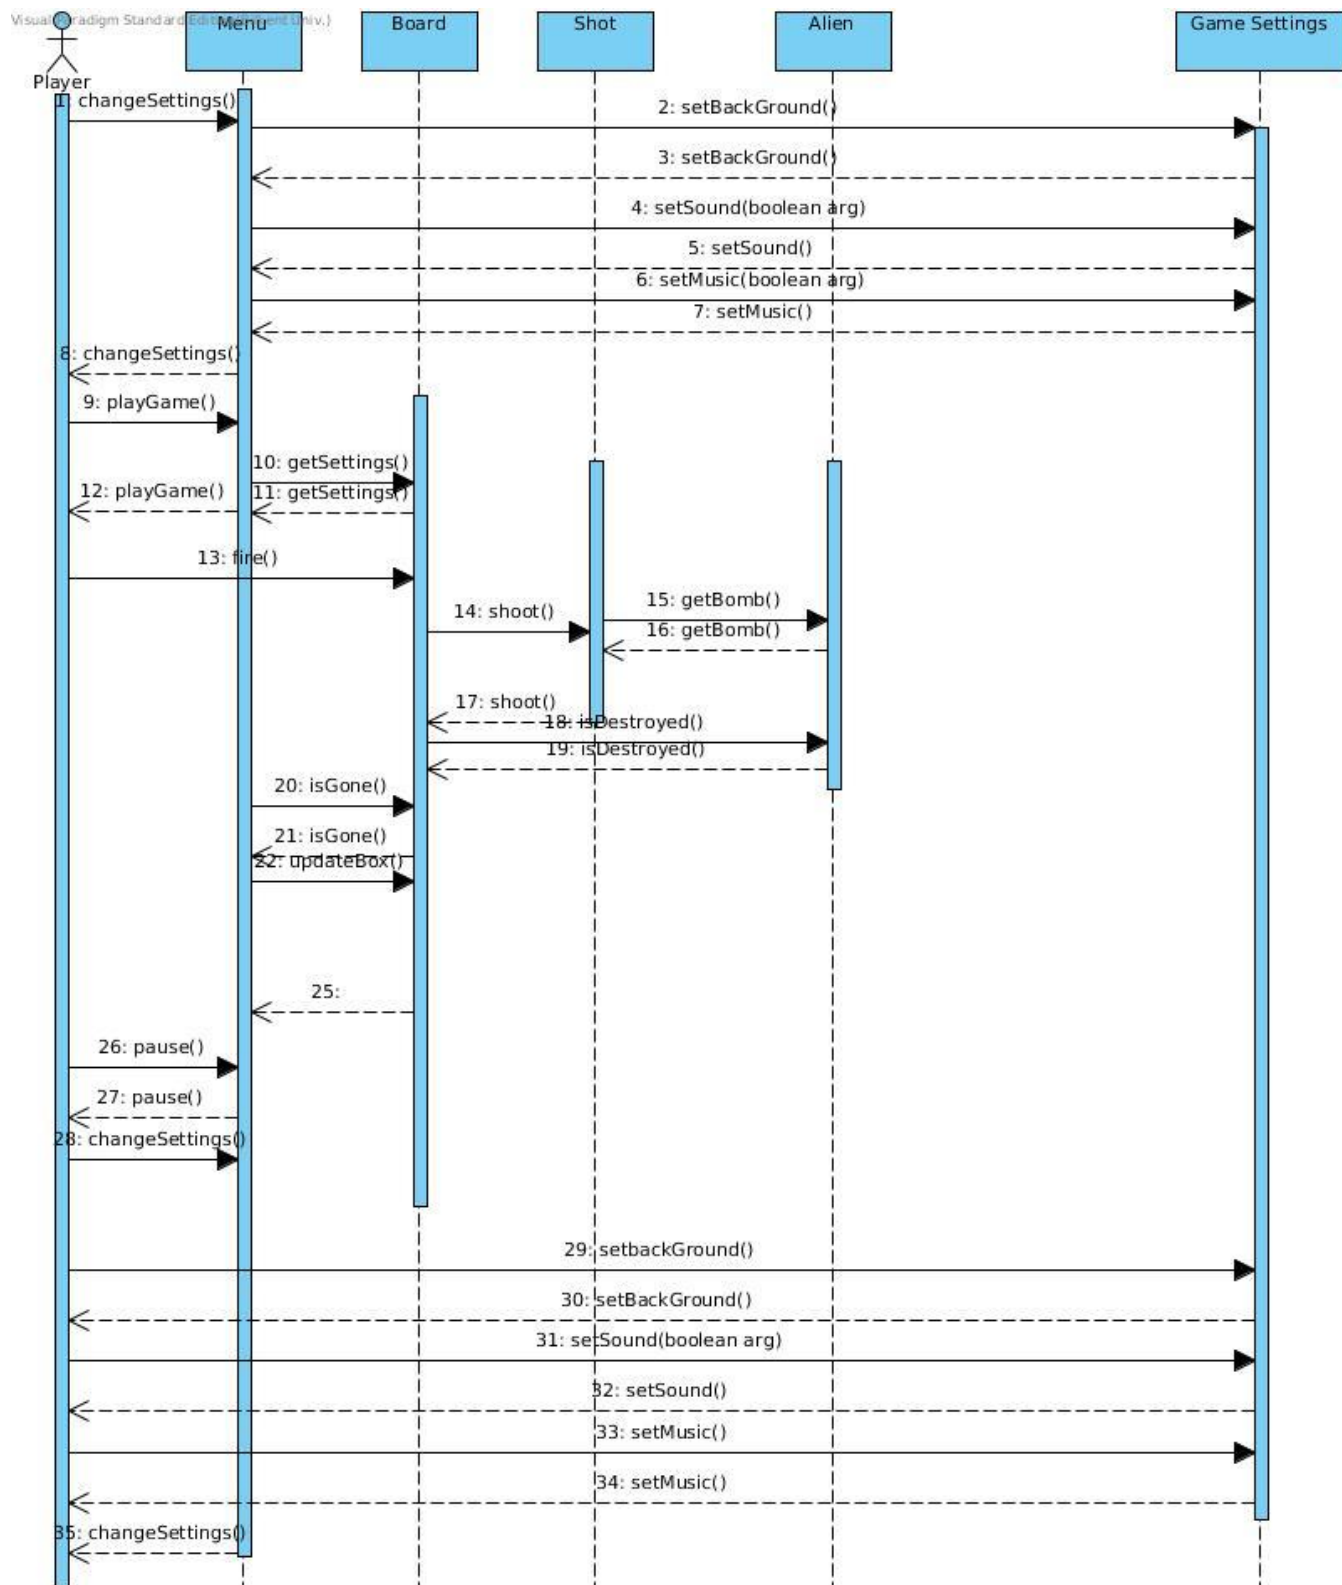 Visual Paradigm Standard
Player
Menu
Board
Shot
Alien
Game Settings
1: changeSettings()
2: setBackGround()
3: setBackGround()
4: setSound(boolean arg)
5: setSound()
6: setMusic(boolean arg)
7: setMusic()
8: changeSettings()
9: playGame()
10: getSettings()
12: playGame()
11: getSettings()
13: fire()
14: shoot()
15: getBomb()
16: getBomb()
17: shoot()
18: isDestroyed()
19: isDestroyed()
20: isGone()
21: isGone()
22: updateBox()
25:
26: pause()
27: pause()
28: changeSettings()
29: setbackGround()
30: setBackGround()
31: setSound(boolean arg)
32: setSound()
33: setMusic()
34: setMusic()
35: changeSettings()